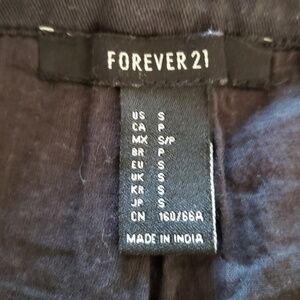 FOREVER 21
US S
CA P
MX S/P
BR P
EU S
UK S
KR S
JP S
CN 160/66A
MADE IN INDIA